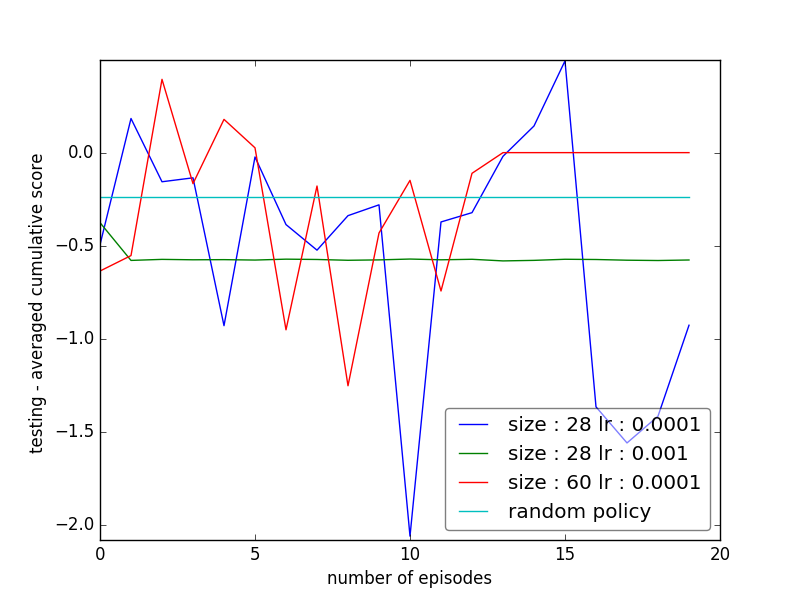 testing - averaged cumulative score
0.0
−0.5
−1.0
−1.5
−2.0
size : 28 lr : 0.0001
size : 28 lr : 0.001
size : 60 lr : 0.0001
random policy
0 5 10 15 20
number of episodes